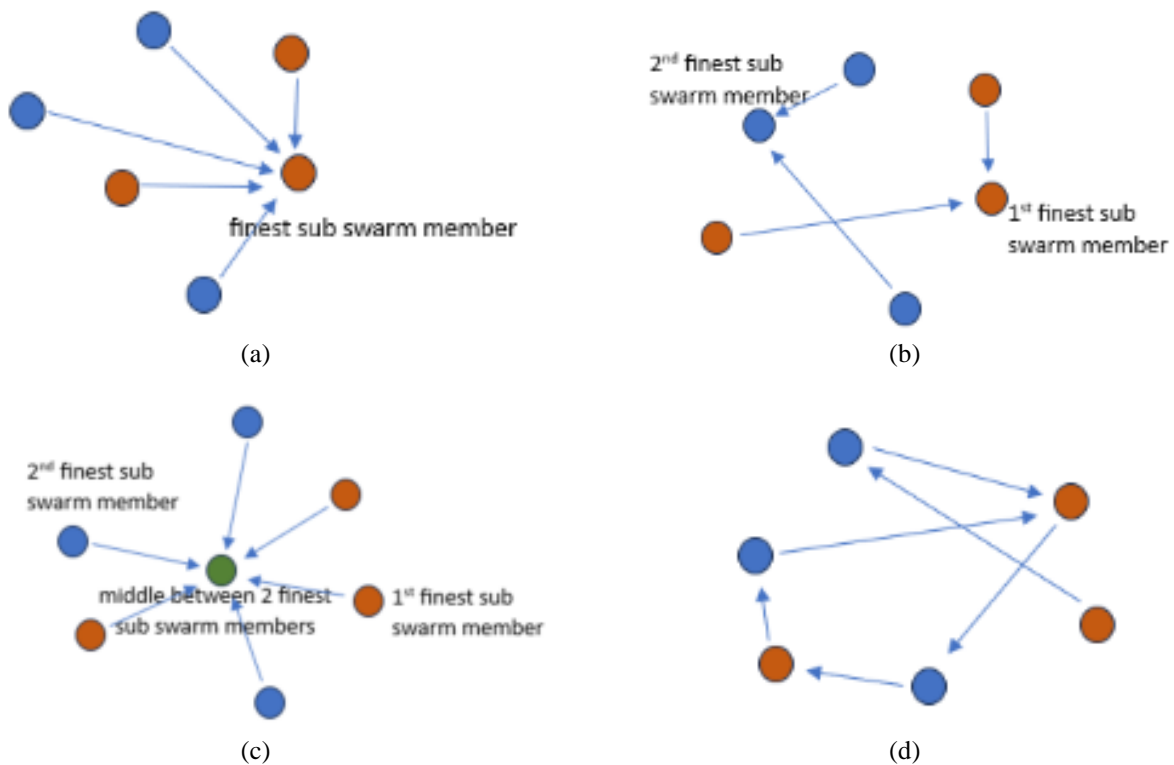 finest sub swarm member
(a)
2nd finest sub
swarm member
1st finest sub
swarm member
(b)
2nd finest sub
swarm member
middle between 2 finest
sub swarm members
1st finest sub
swarm member
(c)
(d)